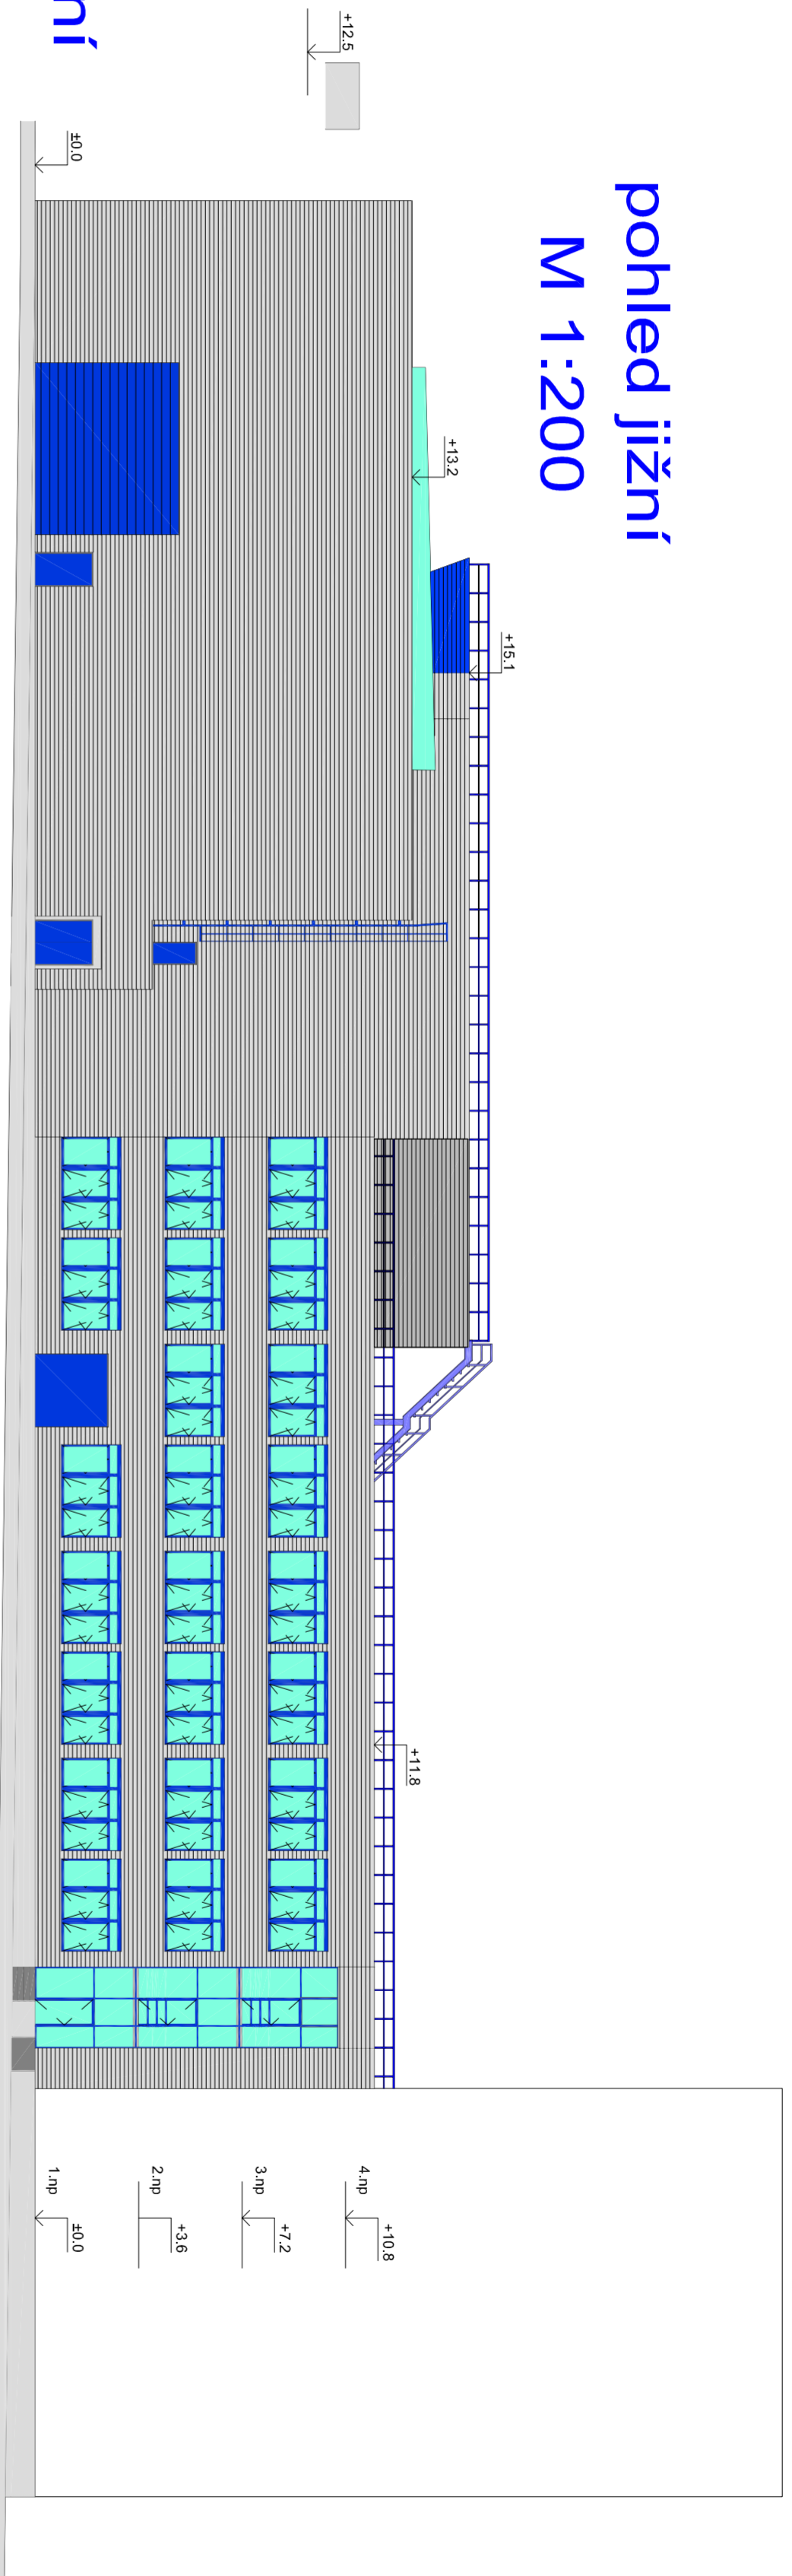 pohled jižní
M 1:200
ní
+12.5
±0.0
+13.2
+15.1
+11.8
4.np
+10.8
3.np
+7.2
2.np
+3.6
1.np
±0.0